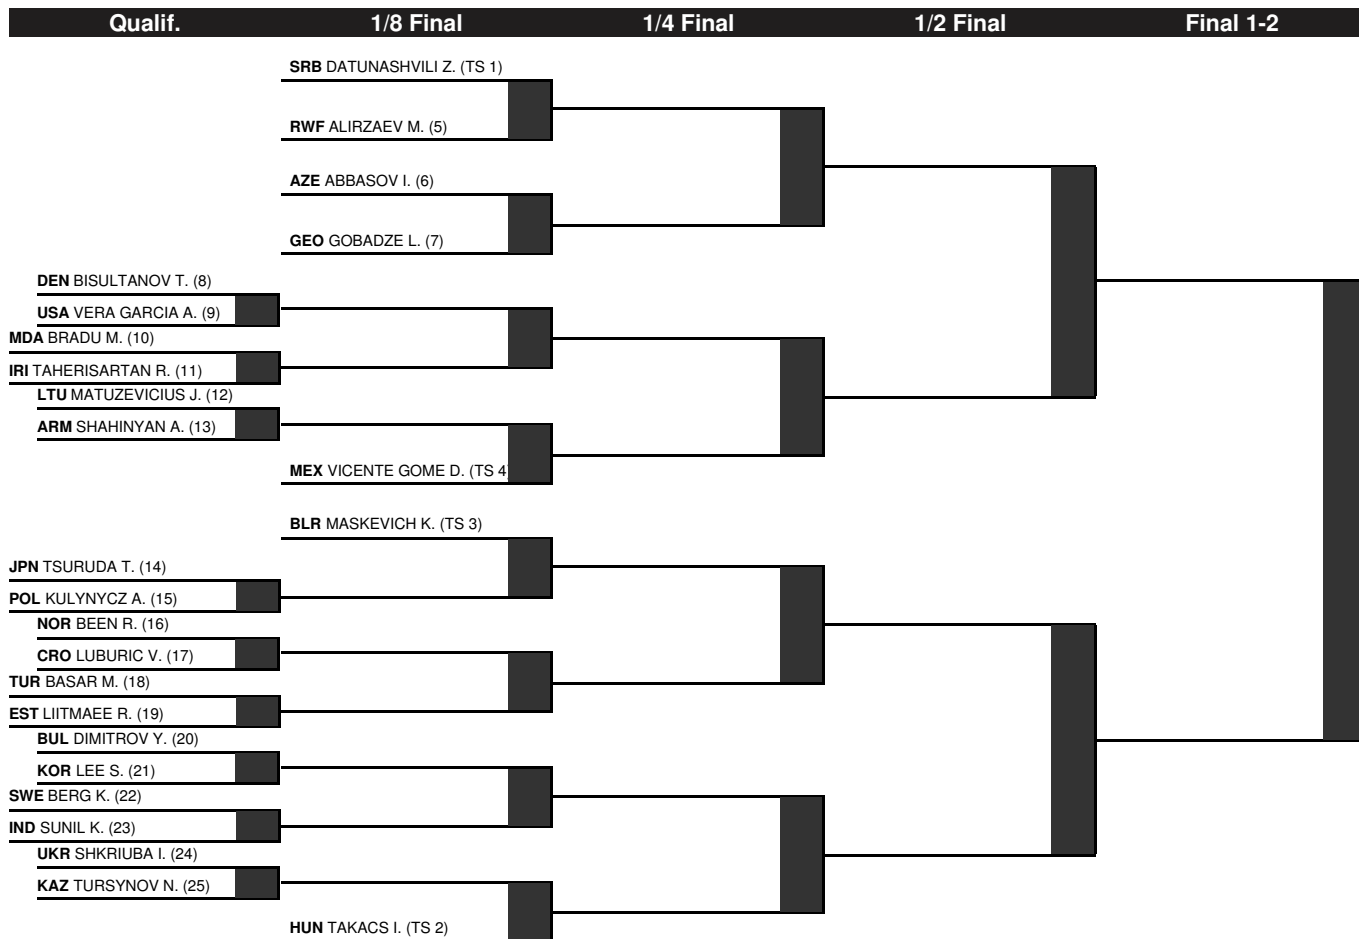 Qualif. 1/8 Final 1/4 Final 1/2 Final Final 1-2
SRB DATUNASHVILI Z. (TS 1)
RWF ALIRZAEV M. (5)
AZE ABBASOV I. (6)
GEO GOBADZE L. (7)
DEN BISULTANOV T. (8)
USA VERA GARCIA A. (9)
MDA BRADU M. (10)
IRI TAHERISARTAN R. (11)
LTU MATUZEVICIUS J. (12)
ARM SHAHINYAN A. (13)
MEX VICENTE GOME D. (TS 4)
BLR MASKEVICH K. (TS 3)
JPN TSURUDA T. (14)
POL KULYNYCZ A. (15)
NOR BEEN R. (16)
CRO LUBURIC V. (17)
TUR BASAR M. (18)
EST LIITMAEE R. (19)
BUL DIMITROV Y. (20)
KOR LEE S. (21)
SWE BERG K. (22)
IND SUNIL K. (23)
UKR SHKRIUBA I. (24)
KAZ TURSYNOV N. (25)
HUN TAKACS I. (TS 2)